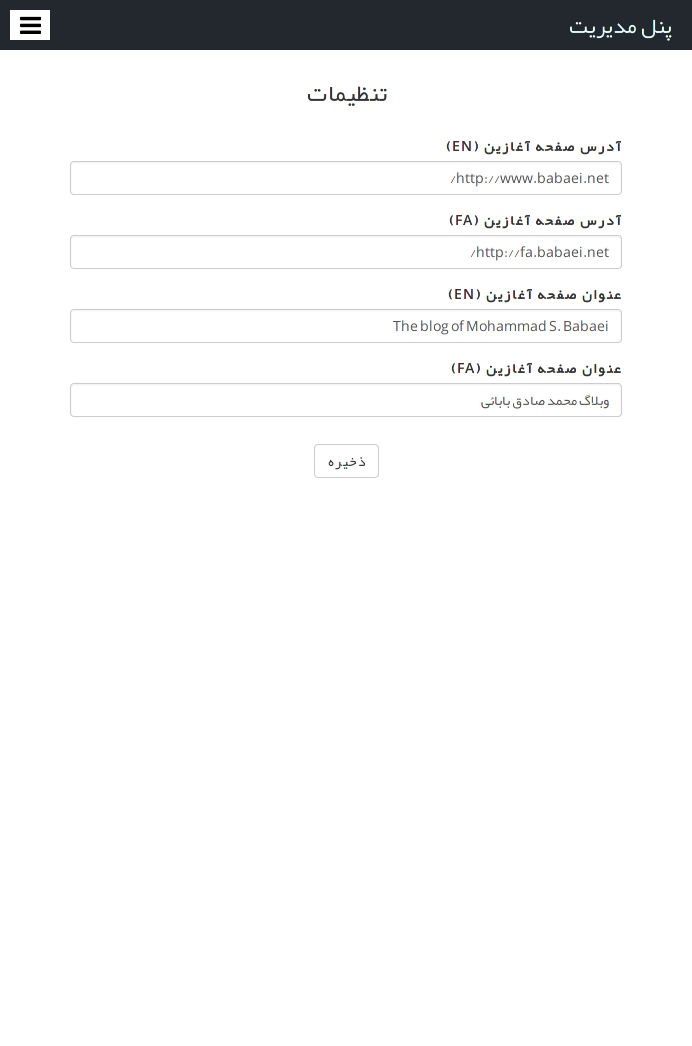 پنل مدیریت
تنظیمات
آدرس صفحه آغازین (EN)
http://www.babaei.net/
آدرس صفحه آغازین (FA)
http://fa.babaei.net/
عنوان صفحه آغازین (EN)
The blog of Mohammad S. Babaei
عنوان صفحه آغازین (FA)
وبلاگ محمد صادق بابائی
ذخیره